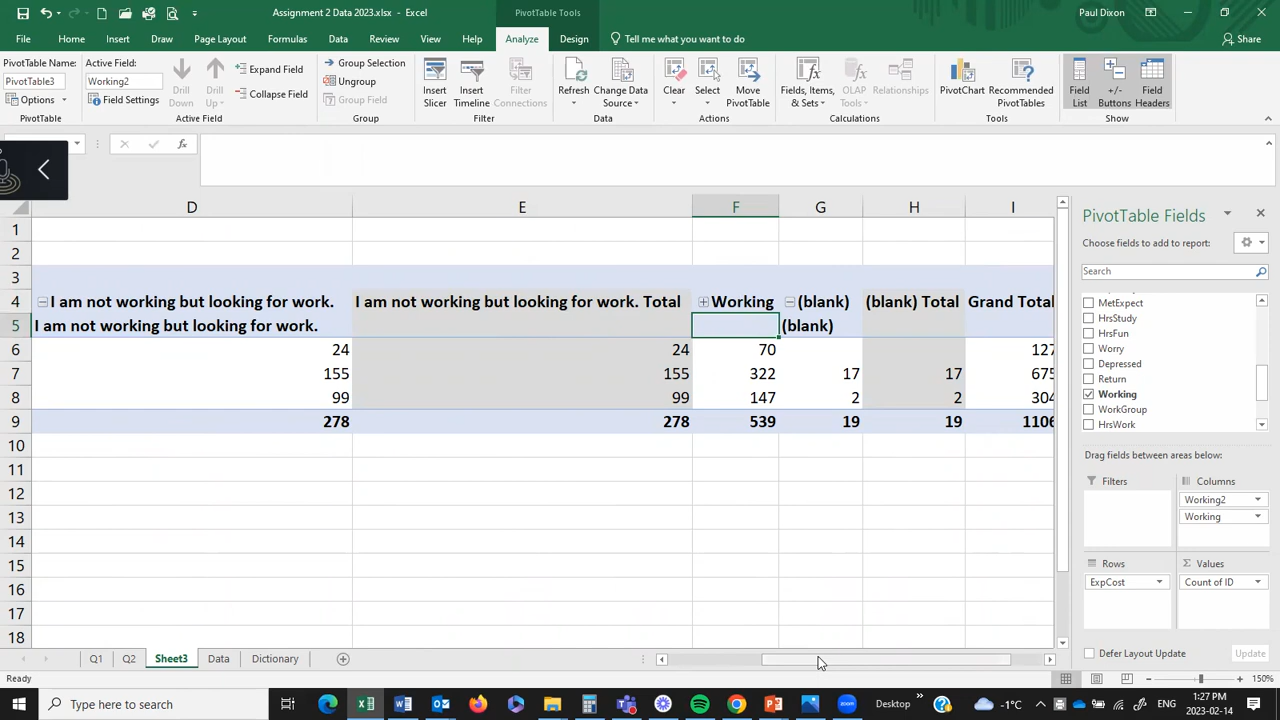 Assignment 2 Data 2023.xlsx - Excel
PivotTable Tools
Paul Dixon
File Home Insert Draw Page Layout Formulas Data Review View Help Analyze Design Tell me what you want to do Share
PivotTable Name:
PivotTable3
Options
PivotTable
Active Field:
Working2
Field Settings
Drill Down
Drill Up
Expand Field
Collapse Field
Active Field
Group Selection
Ungroup
Group Field
Group
Insert Slicer
Insert Timeline
Filter Connections
Filter
Refresh
Change Data Source
Data
Clear
Select
Move PivotTable
Actions
Fields, Items, & Sets
OLAP Tools
Relationships
Calculations
PivotChart
Recommended PivotTables
Tools
Field List
+/- Buttons
Field Headers
Show
fx
D E F G H I
1
2
3
4 I am not working but looking for work. I am not working but looking for work. Total Working (blank) (blank) Total Grand Total
5 I am not working but looking for work. (blank)
6 24 24 70 127
7 155 155 322 17 17 675
8 99 99 147 2 2 304
9 278 278 539 19 19 1106
10
11
12
13
14
15
16
17
18
PivotTable Fields
Choose fields to add to report:
Search
MetExpect
HrsStudy
HrsFun
Worry
Depressed
Return
Working
WorkGroup
HrsWork
Drag fields between areas below:
Filters Columns
Working2
Working
Rows Σ Values
ExpCost Count of ID
Defer Layout Update Update
Q1 Q2 Sheet3 Data Dictionary
Ready
150%
Type here to search
Desktop
-1°C
ENG
1:27 PM
2023-02-14